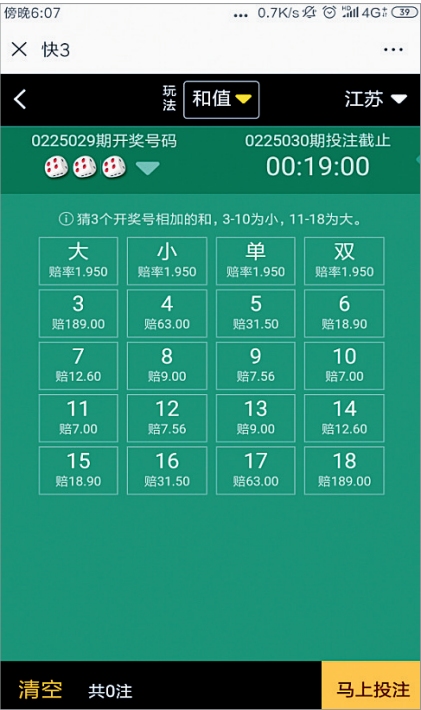 傍晚6:07
... 0.7K/s 4G 39
快3
玩法 和值 江苏
0225029期开奖号码
0225030期投注截止
00:19:00
猜3个开奖号相加的和，3-10为小，11-18为大。
大 小 单 双
赔率1.950 赔率1.950 赔率1.950 赔率1.950
3 4 5 6
赔189.00 赔63.00 赔31.50 赔18.90
7 8 9 10
赔12.60 赔9.00 赔7.56 赔7.00
11 12 13 14
赔7.00 赔7.56 赔9.00 赔12.60
15 16 17 18
赔18.90 赔31.50 赔63.00 赔189.00
清空 共0注 马上投注